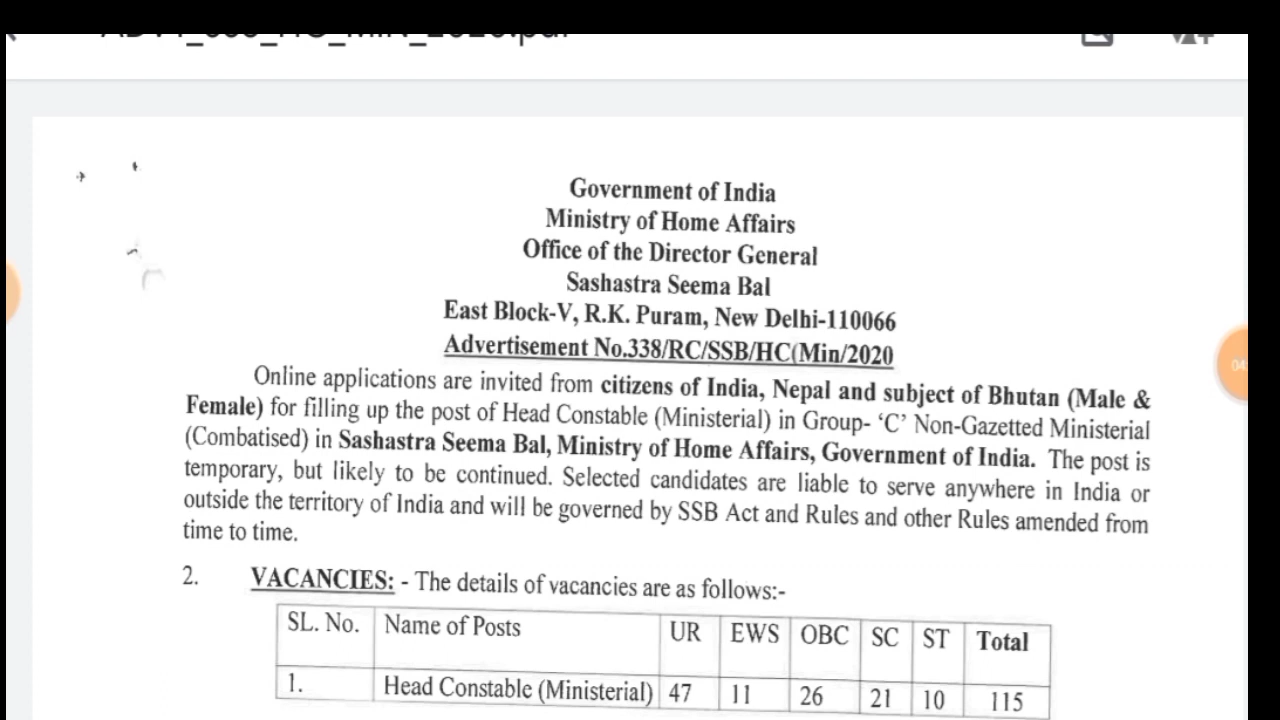 Government of India
Ministry of Home Affairs
Office of the Director General
Sashastra Seema Bal
East Block-V, R.K. Puram, New Delhi-110066
Advertisement No.338/RC/SSB/HC(Min/2020
Online applications are invited from citizens of India, Nepal and subject of Bhutan (Male &
Female) for filling up the post of Head Constable (Ministerial) in Group- ‘C’ Non-Gazetted Ministerial
(Combatised) in Sashastra Seema Bal, Ministry of Home Affairs, Government of India. The post is
temporary, but likely to be continued. Selected candidates are liable to serve anywhere in India or
outside the territory of India and will be governed by SSB Act and Rules and other Rules amended from
time to time.
2. VACANCIES: - The details of vacancies are as follows:-
SL. No. Name of Posts UR EWS OBC SC ST Total
1. Head Constable (Ministerial) 47 11 26 21 10 115